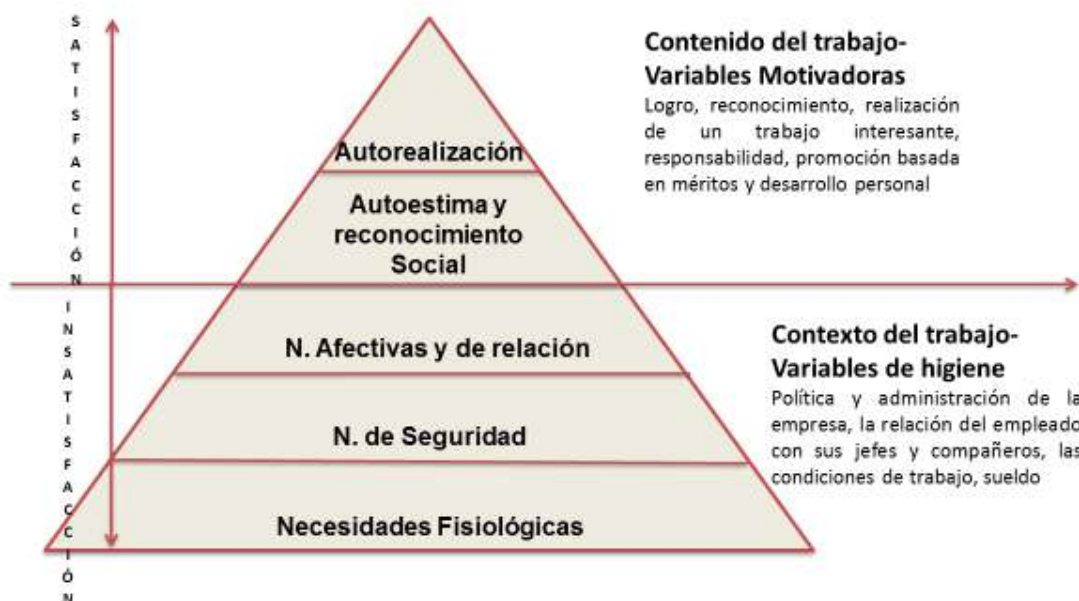 SATISFACCIÓN
INSATISFACCIÓN
Autorealización
Autoestima y
reconocimiento
Social
N. Afectivas y de relación
N. de Seguridad
Necesidades Fisiológicas
Contenido del trabajo-
Variables Motivadoras
Logro, reconocimiento, realización
de un trabajo interesante,
responsabilidad, promoción basada
en méritos y desarrollo personal
Contexto del trabajo-
Variables de higiene
Política y administración de la
empresa, la relación del empleado
con sus jefes y compañeros, las
condiciones de trabajo, sueldo